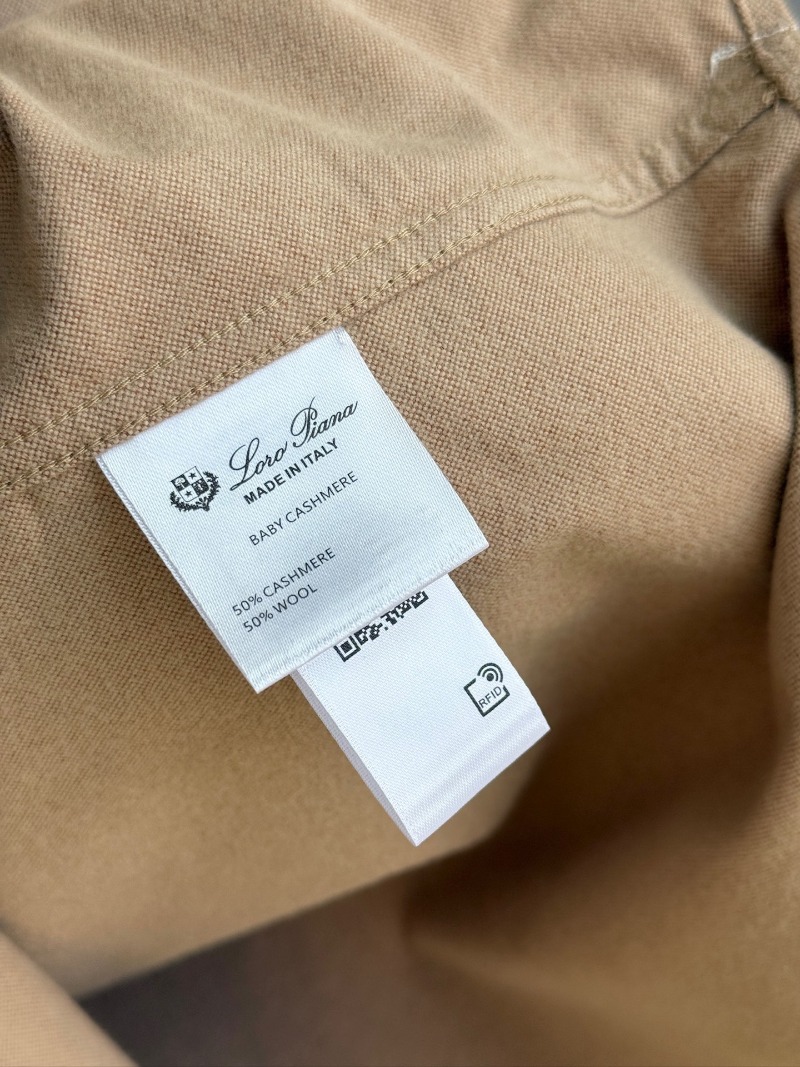 Loro Piana
MADE IN ITALY
BABY CASHMERE
50% CASHMERE
50% WOOL
RFID